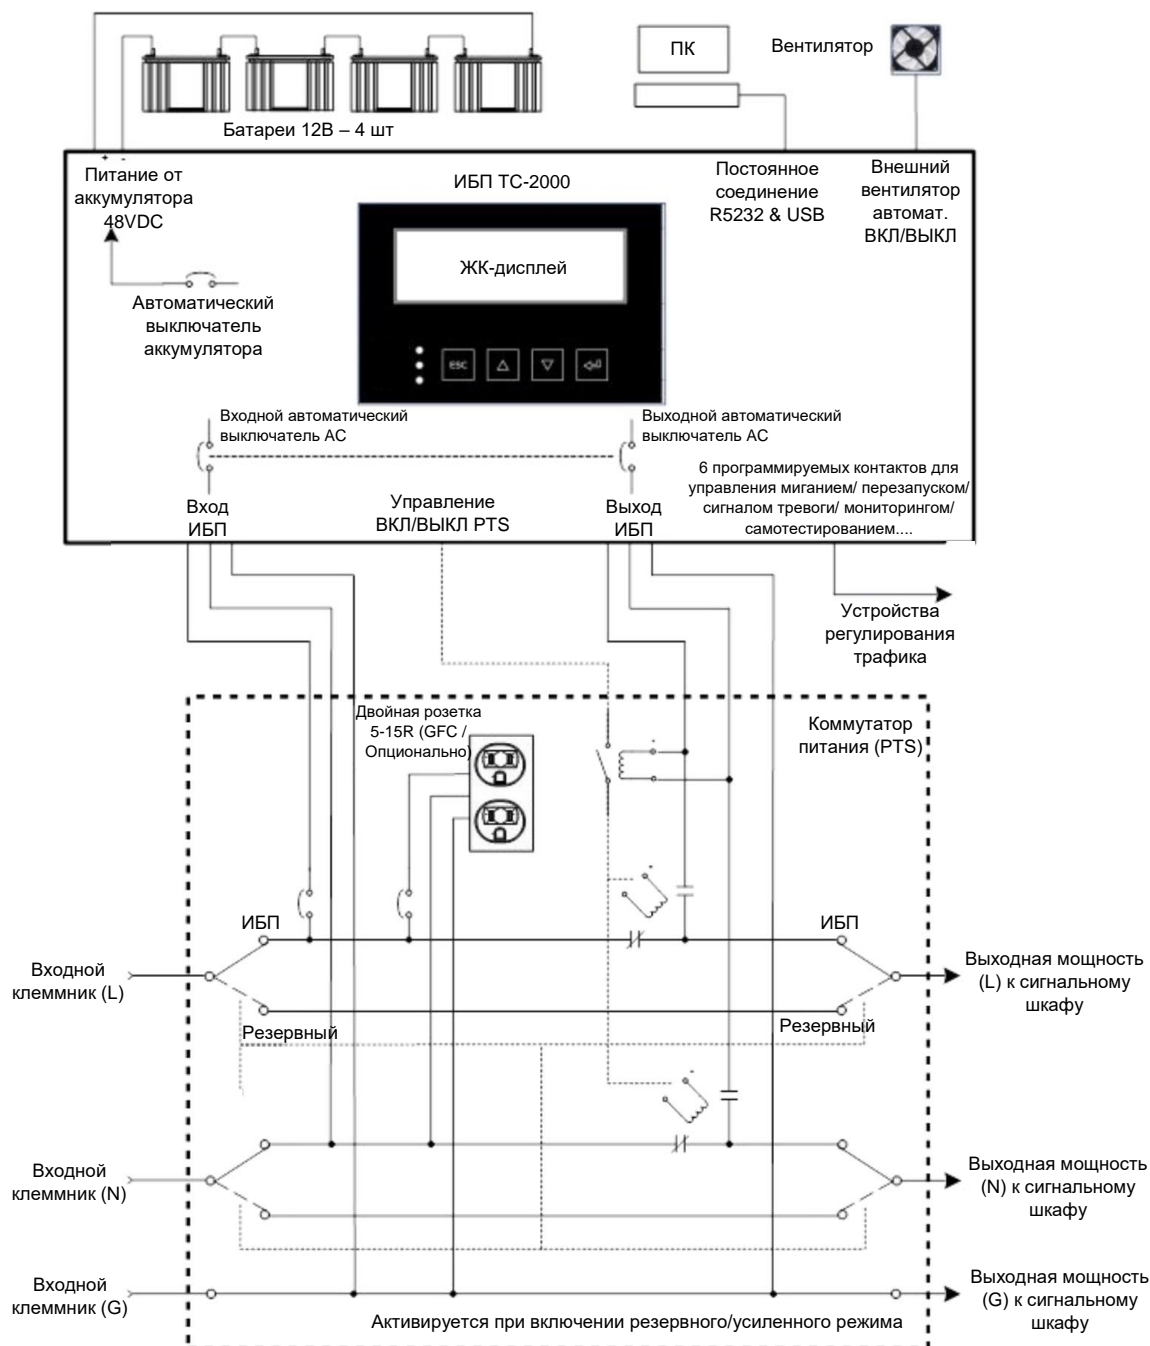 ПК
Вентилятор
Батареи 12В – 4 шт
+ -
Питание от
аккумулятора
48VDC
ИБП TC-2000
Постоянное
соединение
R5232 & USB
Внешний
вентилятор
автомат.
ВКЛ/ВЫКЛ
ЖК-дисплей
Автоматический
выключатель
аккумулятора
ESC
Входной автоматический
выключатель AC
Выходной автоматический
выключатель AC
6 программируемых контактов для
управления миганием/ перезапуском/
сигналом тревоги/ мониторингом/
самотестированием....
Вход
ИБП
Управление
ВКЛ/ВЫКЛ PTS
Выход
ИБП
Устройства
регулирования
трафика
Двойная розетка
5-15R (GFC /
Опционально)
Коммутатор
питания (PTS)
ИБП
ИБП
Входной
клеммник (L)
Выходная мощность
(L) к сигнальному
шкафу
Резервный
Резервный
Входной
клеммник (N)
Выходная мощность
(N) к сигнальному
шкафу
Входной
клеммник (G)
Выходная мощность
(G) к сигнальному
шкафу
Активируется при включении резервного/усиленного режима